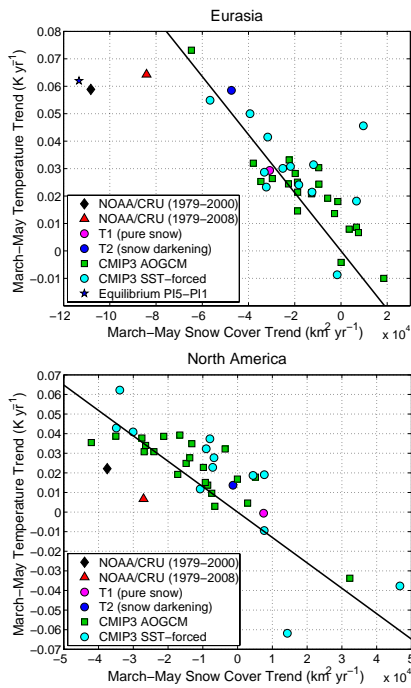 Eurasia
0.08
0.07
0.06
0.05
0.04
0.03
0.02
0.01
0
−0.01
March−May Temperature Trend (K yr⁻¹)
NOAA/CRU (1979−2000)
NOAA/CRU (1979−2008)
T1 (pure snow)
T2 (snow darkening)
CMIP3 AOGCM
CMIP3 SST−forced
Equilibrium PI5−PI1
−12 −10 −8 −6 −4 −2 0 2
March−May Snow Cover Trend (km² yr⁻¹) x 10⁴
North America
0.07
0.06
0.05
0.04
0.03
0.02
0.01
0
−0.01
−0.02
−0.03
−0.04
−0.05
−0.06
0.07
March−May Temperature Trend (K yr⁻¹)
NOAA/CRU (1979−2000)
NOAA/CRU (1979−2008)
T1 (pure snow)
T2 (snow darkening)
CMIP3 AOGCM
CMIP3 SST−forced
−5 −4 −3 −2 −1 0 1 2 3 4 5
March−May Snow Cover Trend (km² yr⁻¹) x 10⁴